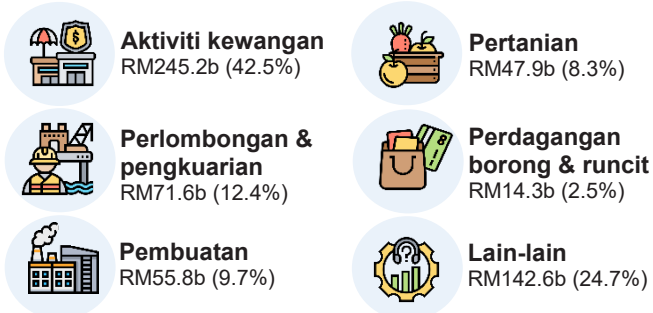 Aktiviti kewangan
RM245.2b (42.5%)
Pertanian
RM47.9b (8.3%)
Perlombongan &
pengkuarian
RM71.6b (12.4%)
Perdagangan
borong & runcit
RM14.3b (2.5%)
Pembuatan
RM55.8b (9.7%)
Lain-lain
RM142.6b (24.7%)